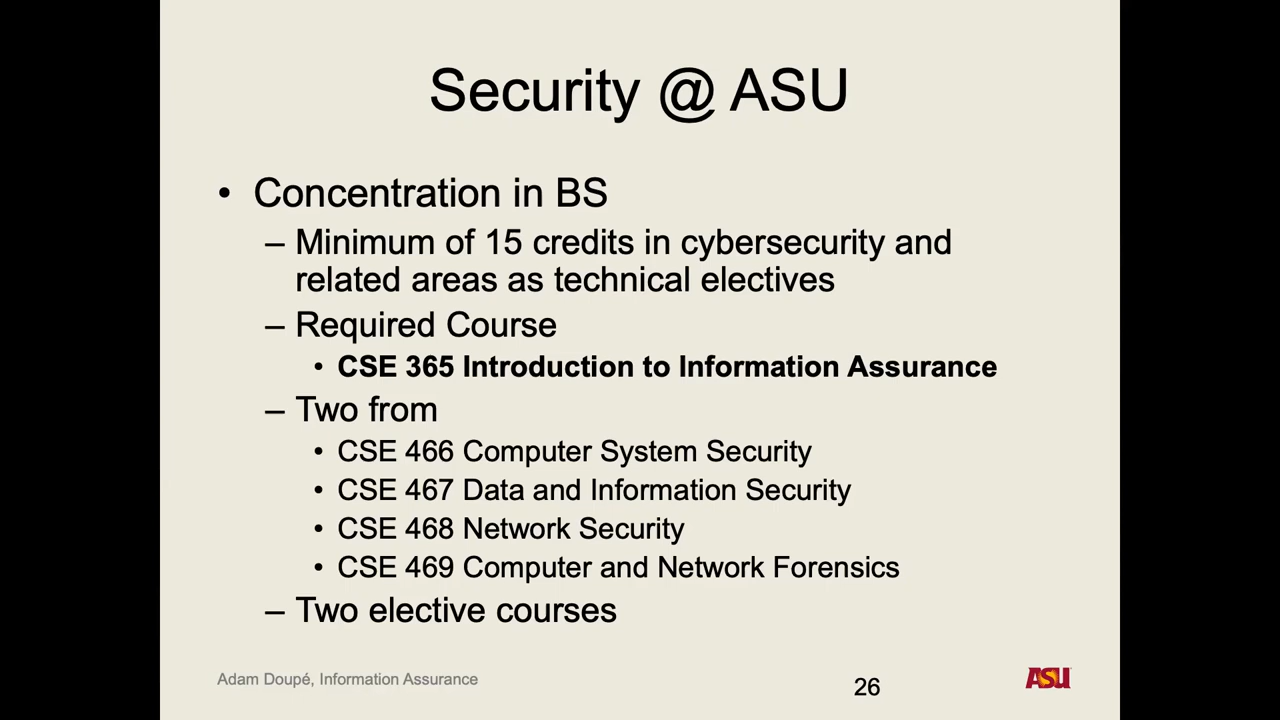 Security @ ASU
• Concentration in BS
– Minimum of 15 credits in cybersecurity and
related areas as technical electives
– Required Course
• CSE 365 Introduction to Information Assurance
– Two from
• CSE 466 Computer System Security
• CSE 467 Data and Information Security
• CSE 468 Network Security
• CSE 469 Computer and Network Forensics
– Two elective courses
Adam Doupé, Information Assurance
26
ASU